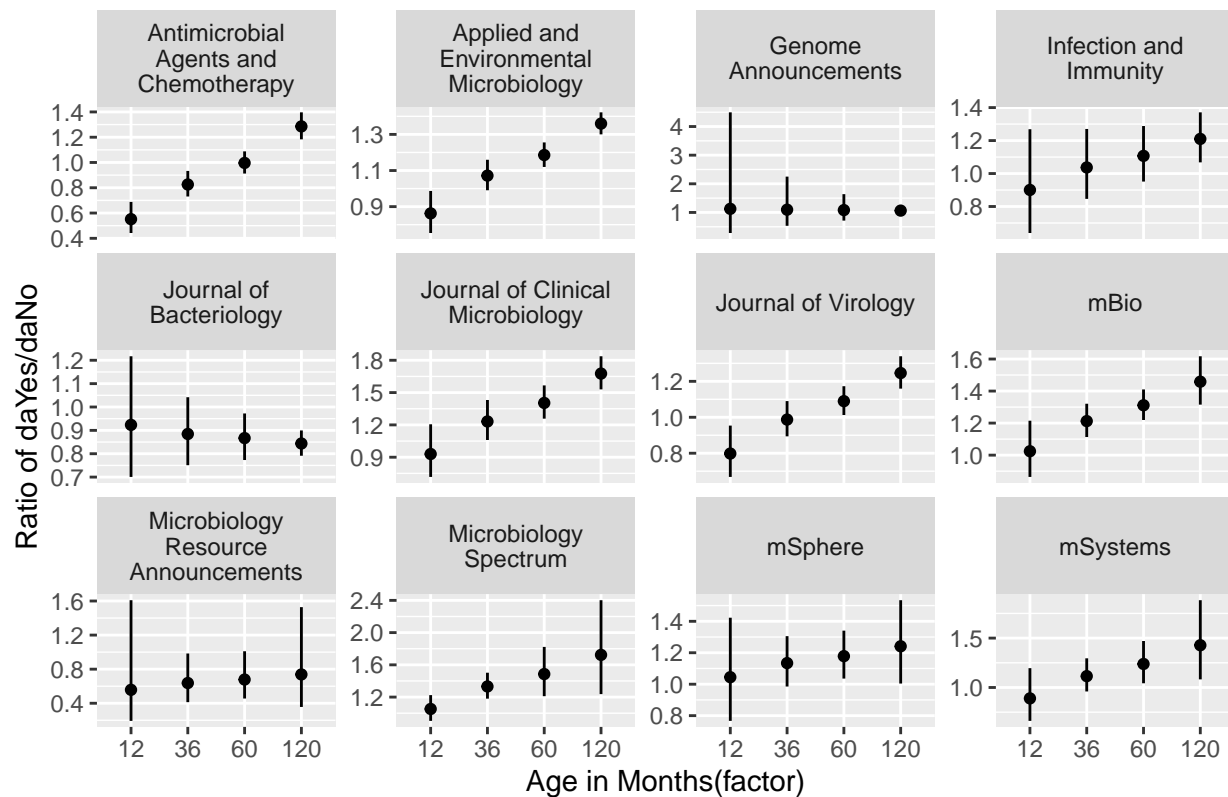 Antimicrobial
Agents and
Chemotherapy
Applied and
Environmental
Microbiology
Genome
Announcements
Infection and
Immunity
1.4
1.2
1.0
0.8
0.6
0.4
1.3
1.1
0.9
4
3
2
1
1.4
1.2
1.0
0.8
Journal of
Bacteriology
Journal of Clinical
Microbiology
Journal of Virology
mBio
1.2
1.1
1.0
0.9
0.8
0.7
1.8
1.5
1.2
0.9
1.2
1.0
0.8
1.6
1.4
1.2
1.0
Microbiology
Resource
Announcements
Microbiology
Spectrum
mSphere
mSystems
1.6
1.2
0.8
0.4
2.4
2.0
1.6
1.2
1.4
1.2
1.0
0.8
1.5
1.0
12 36 60 120
12 36 60 120
12 36 60 120
12 36 60 120
Ratio of daYes/daNo
Age in Months(factor)